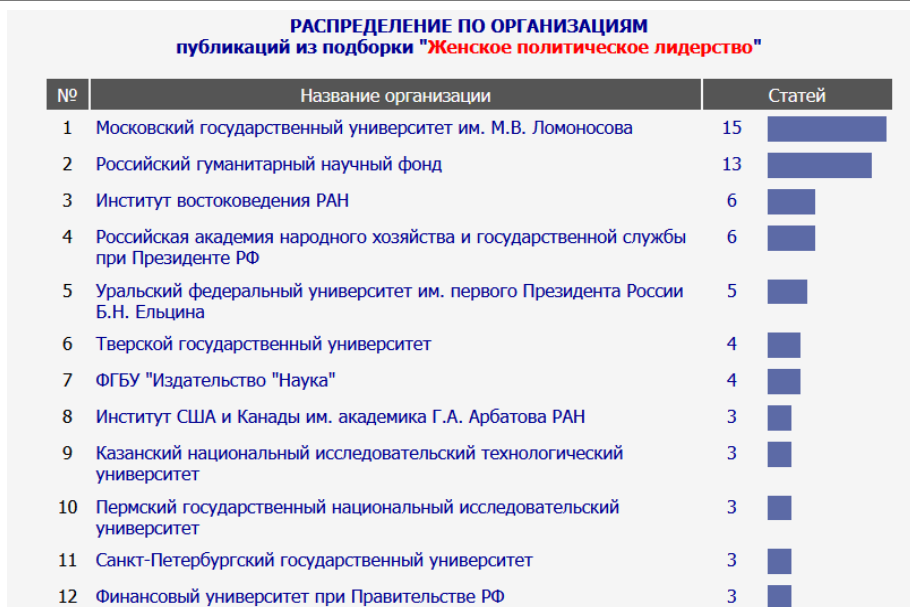 РАСПРЕДЕЛЕНИЕ ПО ОРГАНИЗАЦИЯМ
публикаций из подборки "Женское политическое лидерство"
№ Название организации Статей
1 Московский государственный университет им. М.В. Ломоносова 15
2 Российский гуманитарный научный фонд 13
3 Институт востоковедения РАН 6
4 Российская академия народного хозяйства и государственной службы 6
при Президенте РФ
5 Уральский федеральный университет им. первого Президента России 5
Б.Н. Ельцина
6 Тверской государственный университет 4
7 ФГБУ "Издательство "Наука" 4
8 Институт США и Канады им. академика Г.А. Арбатова РАН 3
9 Казанский национальный исследовательский технологический 3
университет
10 Пермский государственный национальный исследовательский 3
университет
11 Санкт-Петербургский государственный университет 3
12 Финансовый университет при Правительстве РФ 3